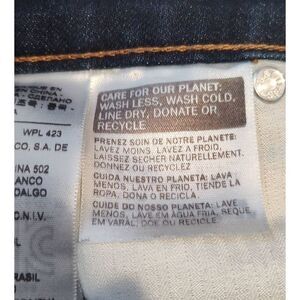 WPL 423
CO, S.A. DE
NA 502
ANCO
DALGO
C.N.I.V.
RASIL
CARE FOR OUR PLANET:
WASH LESS, WASH COLD,
LINE DRY, DONATE OR
RECYCLE
PRENEZ SOIN DE NOTRE PLANETE:
LAVEZ MOINS, LAVEZ A FROID,
LAISSEZ SECHER NATURELLEMENT,
DONNEZ OU RECYCLEZ
CUIDA NUESTRO PLANETA: LAVA
MENOS, LAVA EN FRIO, TIENDE LA
ROPA, DONA O RECICLA
CUIDE DO NOSSO PLANETA: LAVE
MENOS, LAVE EM ÁGUA FRIA, SEQUE
EM VARAL, DOE OU RECICLE.